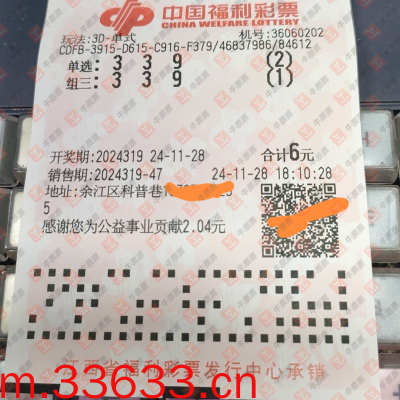 中国福利彩票
CHINA WELFARE LOTTERY
玩法:3D-单式 机号:36060202
CDFB-3915-D615-C916-F379/46837986/84612
单选: 3 3 9 (2)
组三: 3 3 9 (1)
开奖期:2024319 24-11-28 合计6元
销售期:2024319-47 24-11-28 18:10:28
地址:余江区科普巷
5
感谢您为公益事业贡献2.04元
江西省福利彩票发行中心承销
m.33633.cn